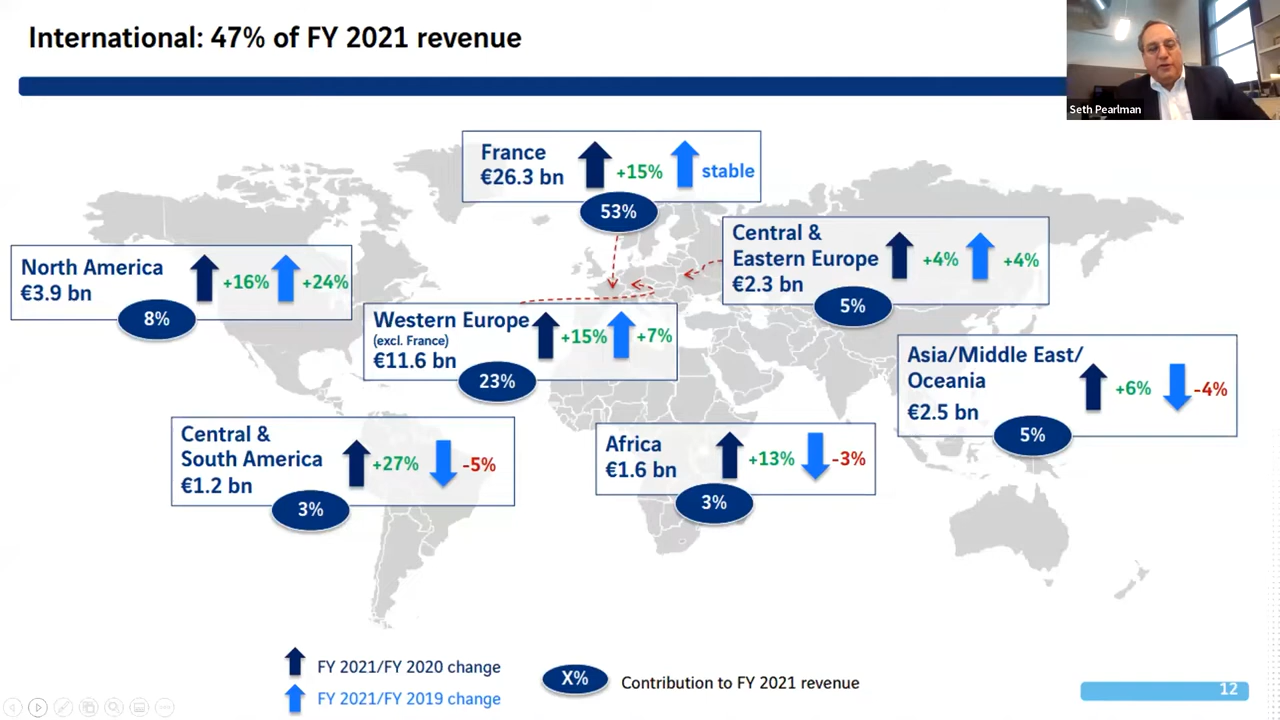 International: 47% of FY 2021 revenue
Seth Pearlman
France
€26.3 bn
+15%
stable
53%
Central &
Eastern Europe
€2.3 bn
+4%
+4%
5%
North America
€3.9 bn
+16%
+24%
8%
Western Europe
(excl. France)
€11.6 bn
+15%
+7%
23%
Asia/Middle East/
Oceania
€2.5 bn
+6%
-4%
5%
Central &
South America
€1.2 bn
+27%
-5%
3%
Africa
€1.6 bn
+13%
-3%
3%
FY 2021/FY 2020 change
FY 2021/FY 2019 change
X%
Contribution to FY 2021 revenue
12